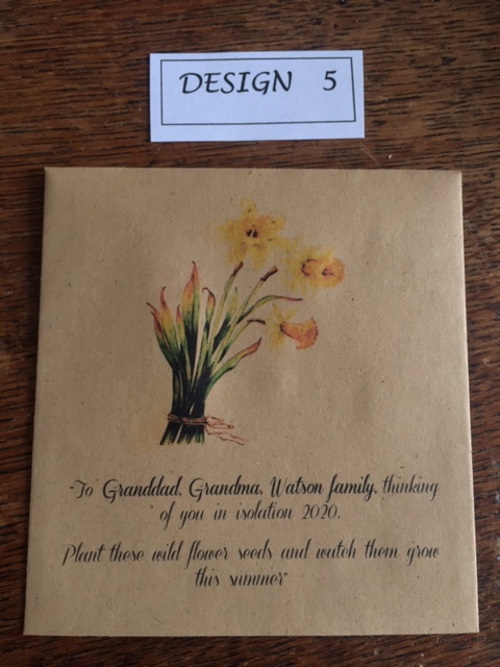 DESIGN 5
"To Granddad, Grandma, Watson family, thinking
of you in isolation 2020.
Plant these wild flower seeds and watch them grow
this summer"